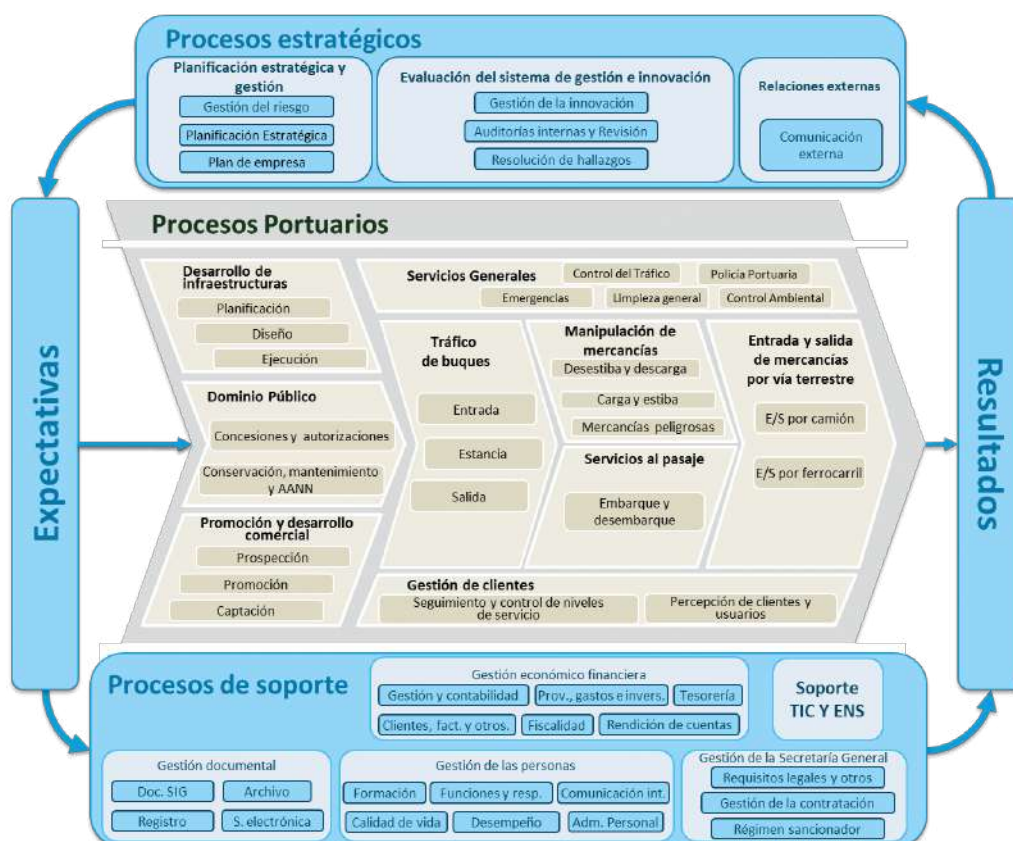 Procesos estratégicos
Planificación estratégica y
gestión
Gestión del riesgo
Planificación Estratégica
Plan de empresa
Evaluación del sistema de gestión e innovación
Gestión de la innovación
Auditorías internas y Revisión
Resolución de hallazgos
Relaciones externas
Comunicación
externa
Expectativas
Procesos Portuarios
Desarrollo de
infraestructuras
Planificación
Diseño
Ejecución
Dominio Público
Concesiones y autorizaciones
Conservación, mantenimiento
y AANN
Promoción y desarrollo
comercial
Prospección
Promoción
Captación
Servicios Generales
Control del Tráfico
Policía Portuaria
Emergencias
Limpieza general
Control Ambiental
Tráfico
de buques
Entrada
Estancia
Salida
Manipulación de
mercancías
Desestiba y descarga
Carga y estiba
Mercancías peligrosas
Servicios al pasaje
Embarque y
desembarque
Entrada y salida
de mercancías
por vía terrestre
E/S por camión
E/S por ferrocarril
Gestión de clientes
Seguimiento y control de niveles
de servicio
Percepción de clientes y
usuarios
Resultados
Procesos de soporte
Gestión económico financiera
Gestión y contabilidad
Prov., gastos e invers.
Tesorería
Clientes, fact. y otros.
Fiscalidad
Rendición de cuentas
Soporte
TIC Y ENS
Gestión documental
Doc. SIG
Archivo
Registro
S. electrónica
Gestión de las personas
Formación
Funciones y resp.
Comunicación int.
Calidad de vida
Desempeño
Adm. Personal
Gestión de la Secretaría General
Requisitos legales y otros
Gestión de la contratación
Régimen sancionador